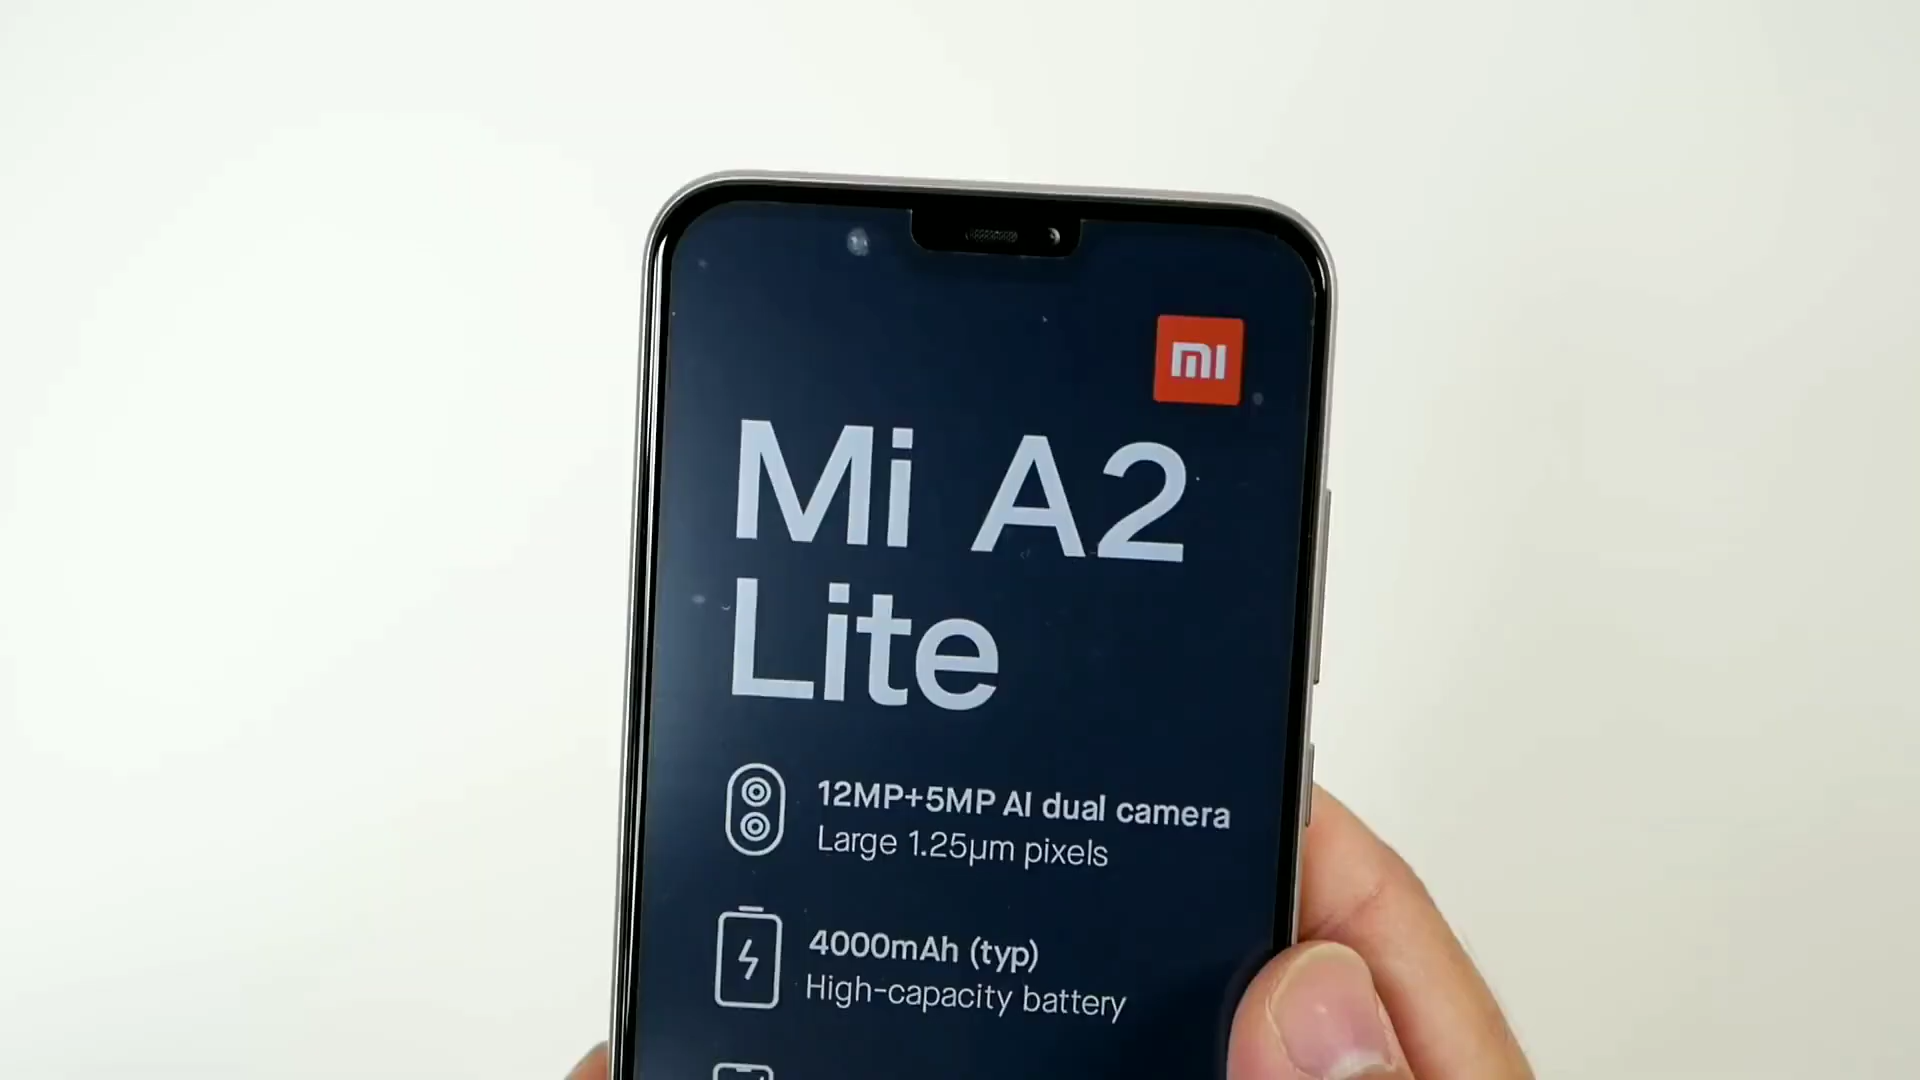 mi
Mi A2
Lite
12MP+5MP AI dual camera
Large 1.25µm pixels
4000mAh (typ)
High-capacity battery